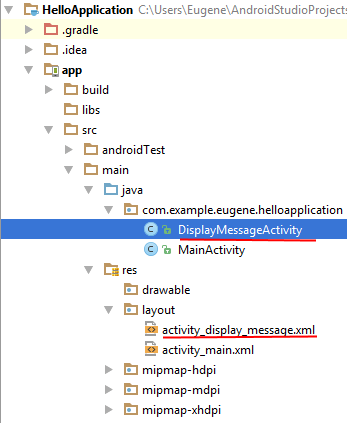 HelloApplication C:\Users\Eugene\AndroidStudioProjects
.gradle
.idea
app
build
libs
src
androidTest
main
java
com.example.eugene.helloapplication
C DisplayMessageActivity
C MainActivity
res
drawable
layout
activity_display_message.xml
activity_main.xml
mipmap-hdpi
mipmap-mdpi
mipmap-xhdpi